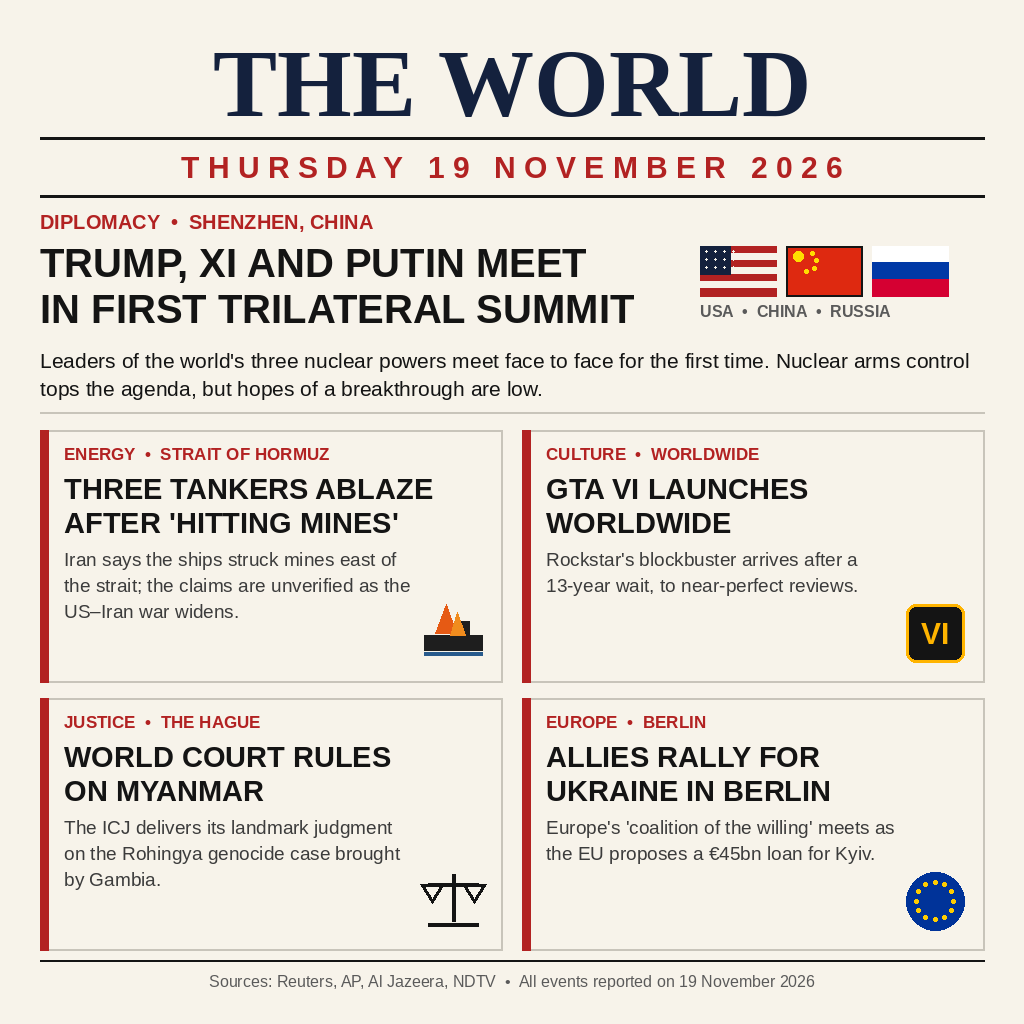 THE WORLD
THURSDAY 19 NOVEMBER 2026
DIPLOMACY • SHENZHEN, CHINA
TRUMP, XI AND PUTIN MEET
IN FIRST TRILATERAL SUMMIT
USA • CHINA • RUSSIA
Leaders of the world's three nuclear powers meet face to face for the first time. Nuclear arms control
tops the agenda, but hopes of a breakthrough are low.
ENERGY • STRAIT OF HORMUZ
THREE TANKERS ABLAZE
AFTER 'HITTING MINES'
Iran says the ships struck mines east of
the strait; the claims are unverified as the
US–Iran war widens.
CULTURE • WORLDWIDE
GTA VI LAUNCHES
WORLDWIDE
Rockstar's blockbuster arrives after a
13-year wait, to near-perfect reviews.
VI
JUSTICE • THE HAGUE
WORLD COURT RULES
ON MYANMAR
The ICJ delivers its landmark judgment
on the Rohingya genocide case brought
by Gambia.
EUROPE • BERLIN
ALLIES RALLY FOR
UKRAINE IN BERLIN
Europe's 'coalition of the willing' meets as
the EU proposes a €45bn loan for Kyiv.
Sources: Reuters, AP, Al Jazeera, NDTV • All events reported on 19 November 2026